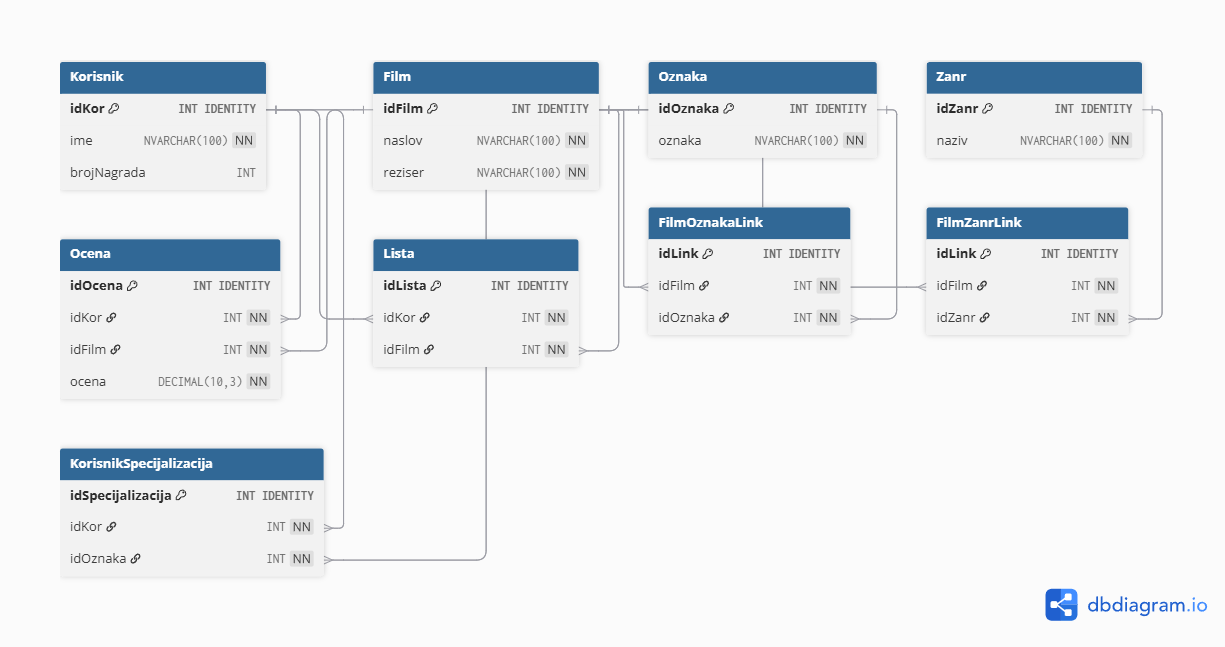 Korisnik
idKor INT IDENTITY
ime NVARCHAR(100) NN
brojNagrada INT
Film
idFilm INT IDENTITY
naslov NVARCHAR(100) NN
reziser NVARCHAR(100) NN
Oznaka
idOznaka INT IDENTITY
oznaka NVARCHAR(100) NN
Zanr
idZanr INT IDENTITY
naziv NVARCHAR(100) NN
Ocena
idOcena INT IDENTITY
idKor INT NN
idFilm INT NN
ocena DECIMAL(10,3) NN
Lista
idLista INT IDENTITY
idKor INT NN
idFilm INT NN
FilmOznakaLink
idLink INT IDENTITY
idFilm INT NN
idOznaka INT NN
FilmZanrLink
idLink INT IDENTITY
idFilm INT NN
idZanr INT NN
KorisnikSpecijalizacija
idSpecijalizacija INT IDENTITY
idKor INT NN
idOznaka INT NN
dbdiagram.io